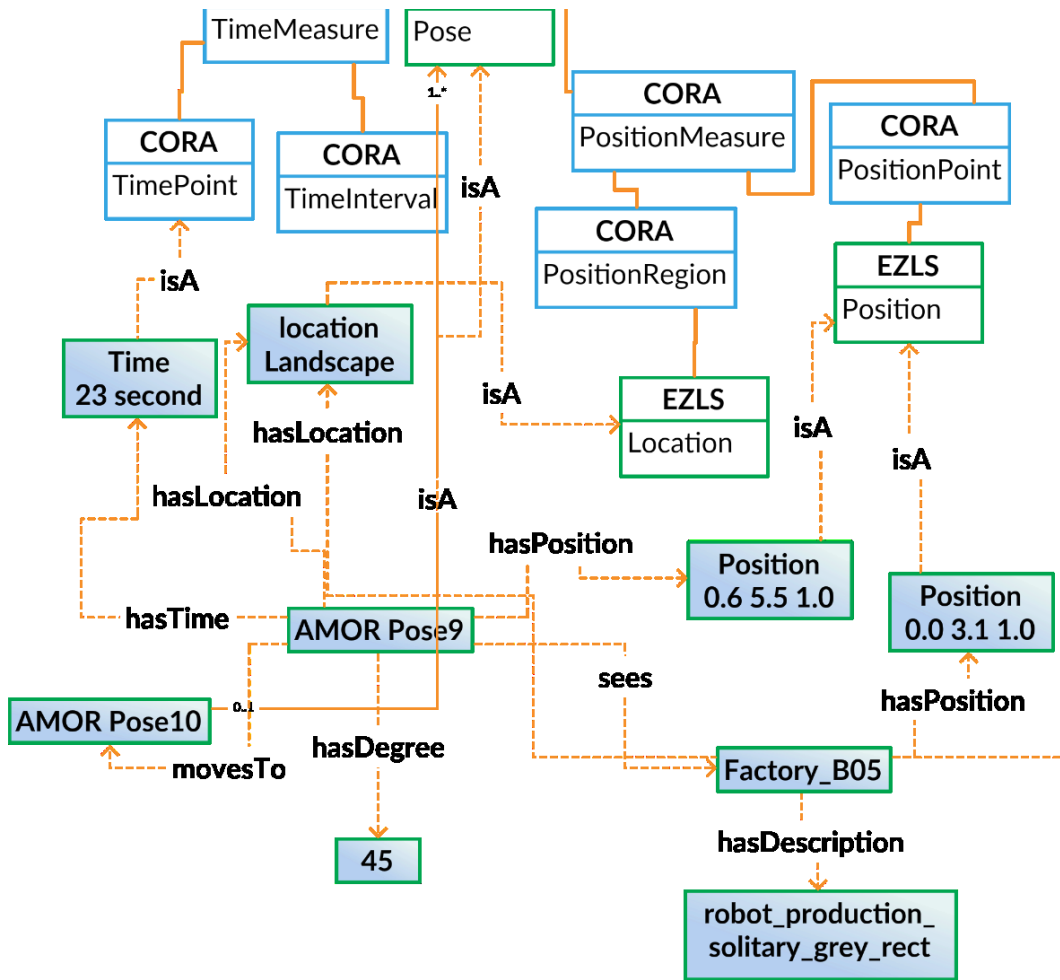 TimeMeasure
Pose
1..*
CORA
PositionMeasure
CORA
PositionPoint
CORA
TimePoint
CORA
TimeInterval
isA
CORA
PositionRegion
EZLS
Position
isA
location
Landscape
Time
23 second
isA
EZLS
Location
isA
isA
hasLocation
hasLocation
isA
hasPosition
Position
0.6 5.5 1.0
Position
0.0 3.1 1.0
hasTime
AMOR Pose9
sees
hasPosition
AMOR Pose10
0..1
movesTo
hasDegree
Factory_B05
45
hasDescription
robot_production_
solitary_grey_rect